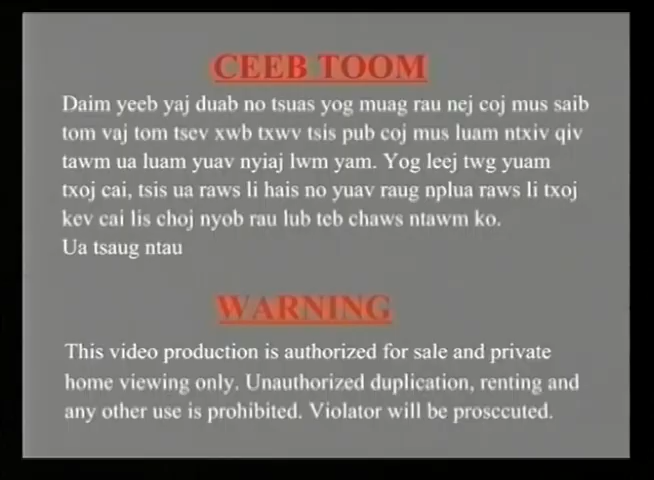 CEEB TOOM
Daim yeeb yaj duab no tsuas yog muag rau nej coj mus saib
tom vaj tom tsev xwb txwv tsis pub coj mus luam ntxiv qiv
tawm ua luam yuav nyiaj lwm yam. Yog leej twg yuam
txoj cai, tsis ua raws li hais no yuav raug nplua raws li txoj
kev cai lis choj nyob rau lub teb chaws ntawm ko.
Ua tsaug ntau
WARNING
This video production is authorized for sale and private
home viewing only. Unauthorized duplication, renting and
any other use is prohibited. Violator will be prosccuted.